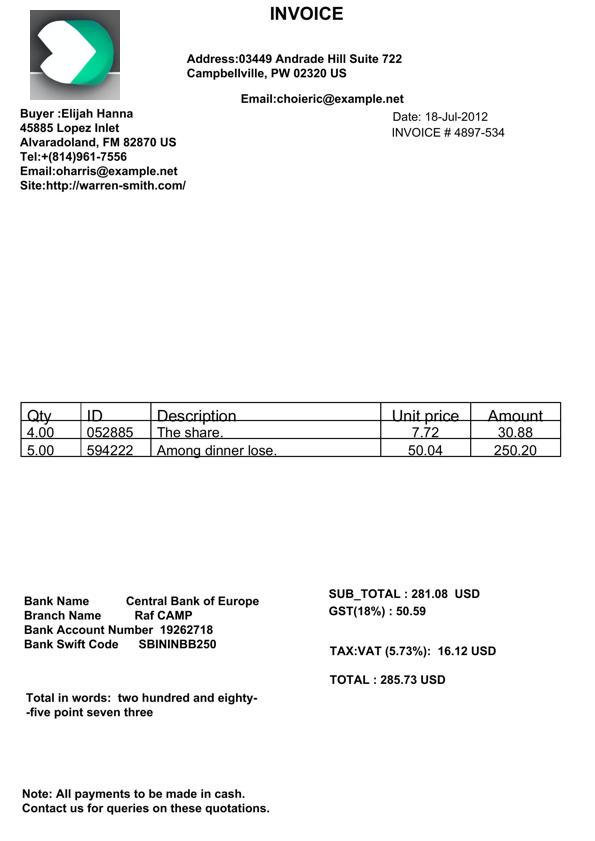 INVOICE
Address:03449 Andrade Hill Suite 722
Campbellville, PW 02320 US
Email:choieric@example.net
Buyer :Elijah Hanna
45885 Lopez Inlet
Alvaradoland, FM 82870 US
Tel:+(814)961-7556
Email:oharris@example.net
Site:http://warren-smith.com/
Date: 18-Jul-2012
INVOICE # 4897-534
Qty ID Description Unit price Amount
4.00 052885 The share. 7.72 30.88
5.00 594222 Among dinner lose. 50.04 250.20
Bank Name Central Bank of Europe
Branch Name Raf CAMP
Bank Account Number 19262718
Bank Swift Code SBININBB250
SUB_TOTAL : 281.08 USD
GST(18%) : 50.59
TAX:VAT (5.73%): 16.12 USD
TOTAL : 285.73 USD
Total in words: two hundred and eighty-
-five point seven three
Note: All payments to be made in cash.
Contact us for queries on these quotations.